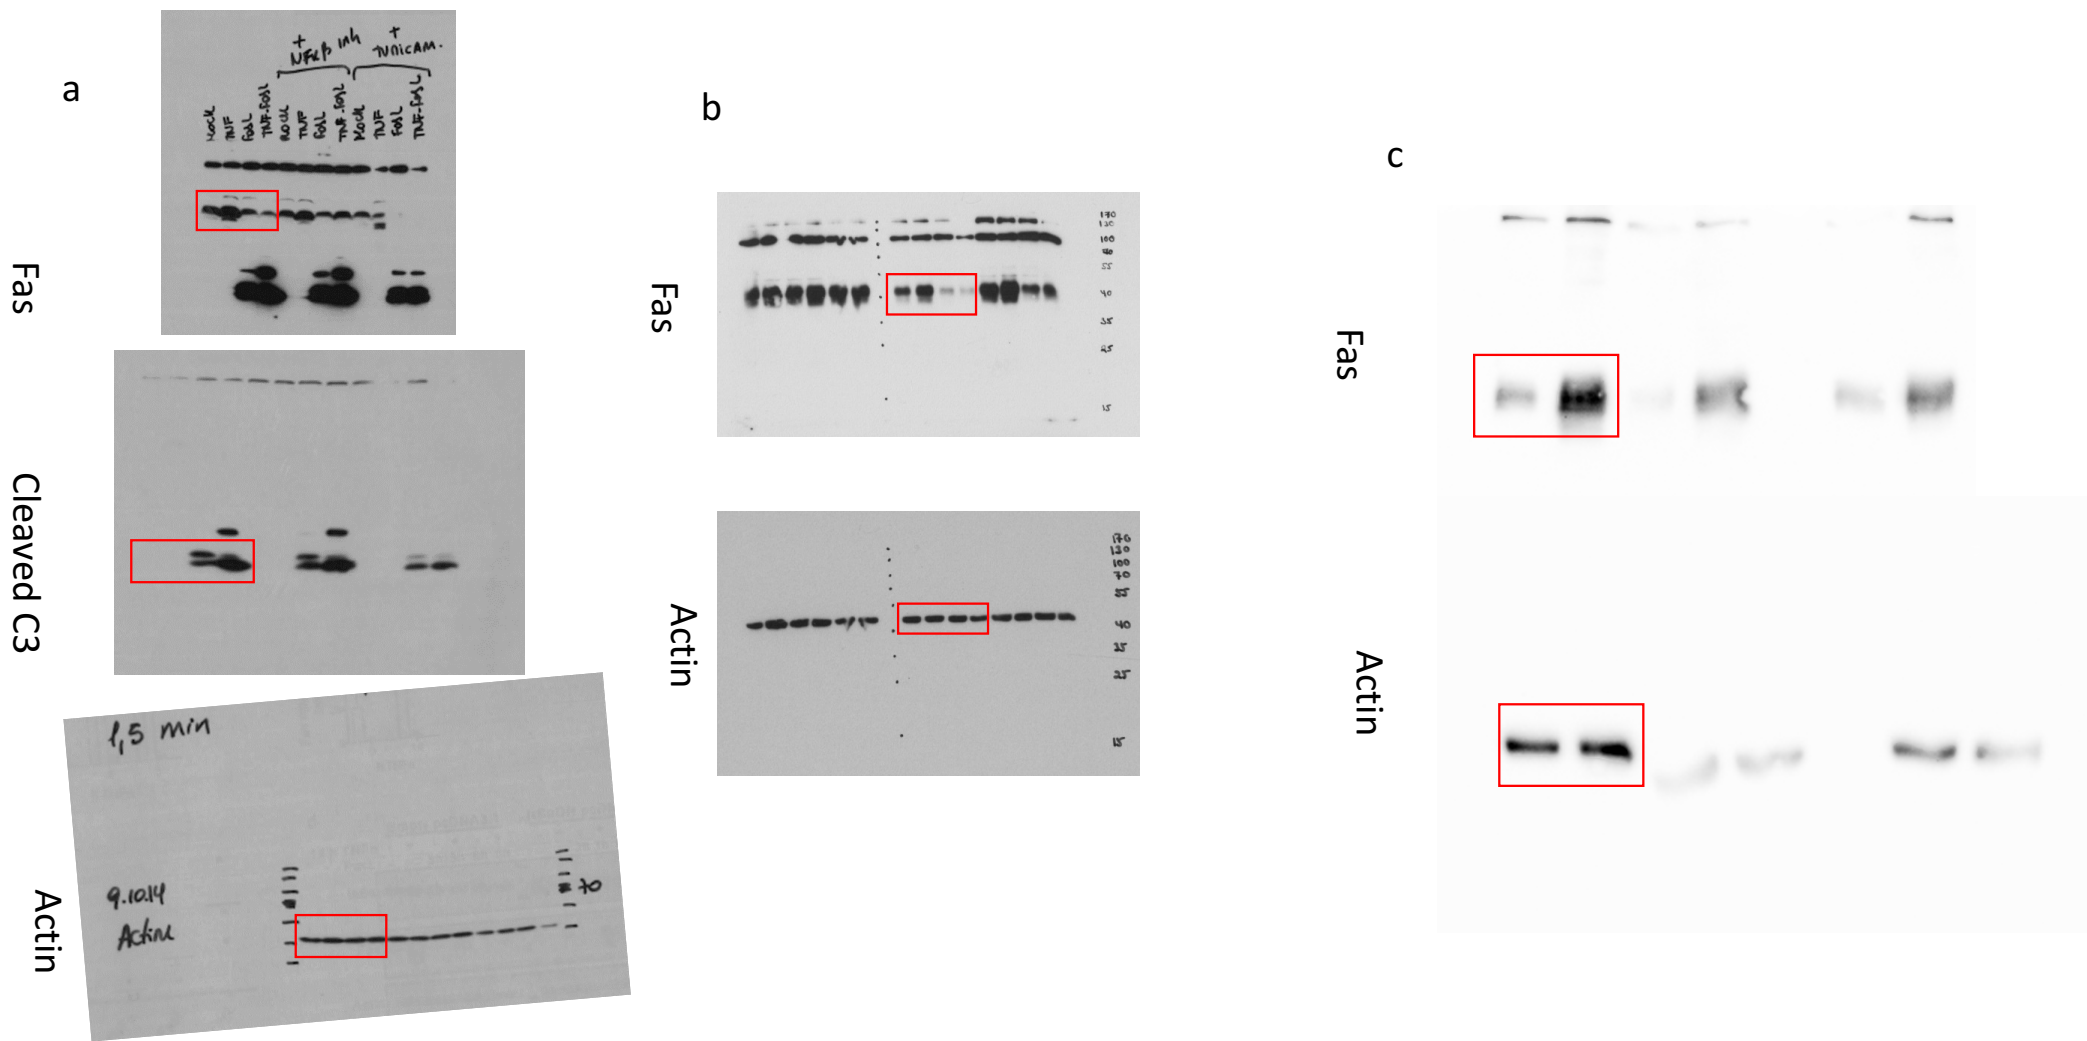 a
+
NFκβ inh
+
Mock
TNF
FasL
TNF-FasL
Mock
TNF
FasL
TNF-FasL
Mock
TNF
FasL
TNF-FasL
Fas
Cleaved C3
1,5 min
9.10.14
Actine
70
Actin
b
Fas
170
130
100
70
55
40
35
25
15
Actin
170
130
100
70
55
40
35
25
15
c
Fas
Actin